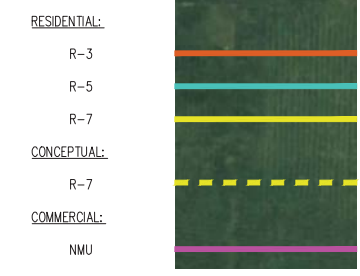 RESIDENTIAL:
R-3
R-5
R-7
CONCEPTUAL:
R-7
COMMERCIAL:
NMU